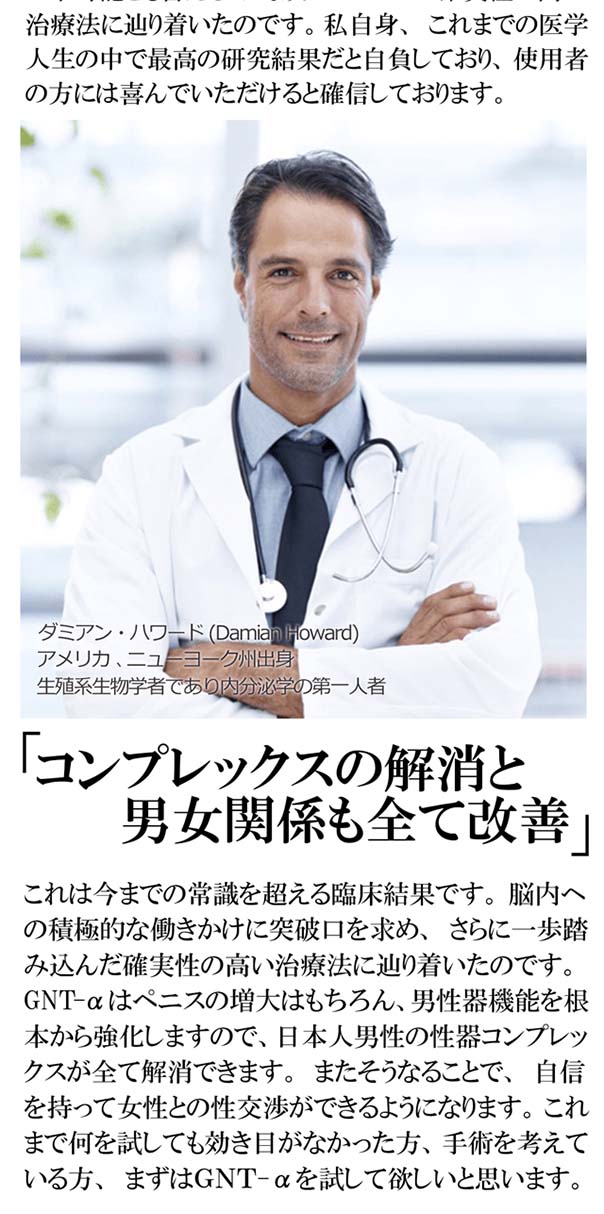 治療法に辿り着いたのです。私自身、これまでの医学
人生の中で最高の研究結果だと自負しており、使用者
の方には喜んでいただけると確信しております。
ダミアン・ハワード (Damian Howard)
アメリカ、ニューヨーク州出身
生殖系生物学者であり内分泌学の第一人者
「コンプレックスの解消と
男女関係も全て改善」
これは今までの常識を超える臨床結果です。脳内へ
の積極的な働きかけに突破口を求め、さらに一歩踏
み込んだ確実性の高い治療法に辿り着いたのです。
GNT-αはペニスの増大はもちろん、男性器機能を根
本から強化しますので、日本人男性の性器コンプレッ
クスが全て解消できます。またそうなることで、自信
を持って女性との性交渉ができるようになります。これ
まで何を試しても効き目がなかった方、手術を考えて
いる方、まずはGNT-αを試して欲しいと思います。